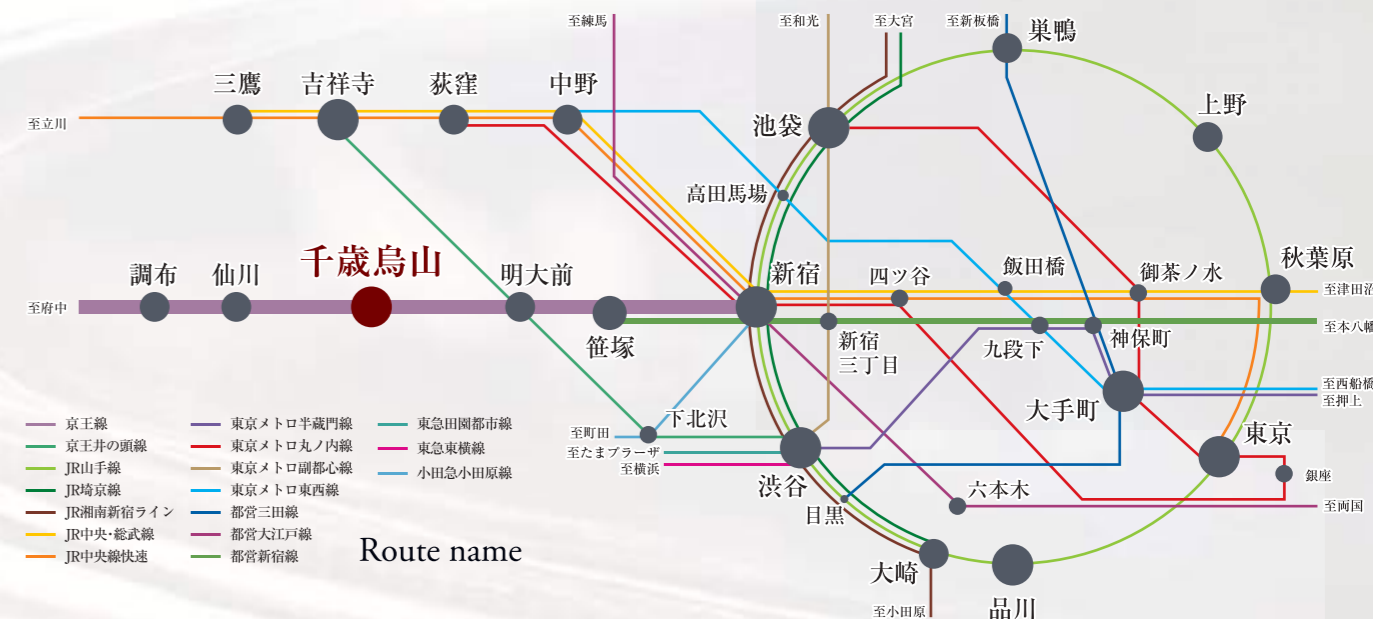 至練馬
至和光
至大宮
至新板橋
巣鴨
三鷹
吉祥寺
荻窪
中野
上野
至立川
池袋
高田馬場
千歳烏山
調布
仙川
明大前
新宿
四ツ谷
飯田橋
御茶ノ水
秋葉原
至府中
至津田沼
至本八幡
笹塚
新宿
三丁目
九段下
神保町
至西船橋
至押上
大手町
下北沢
至町田
至たまプラーザ
至横浜
東京
渋谷
銀座
六本木
至両国
目黒
大崎
品川
至小田原
京王線
京王井の頭線
JR山手線
JR埼京線
JR湘南新宿ライン
JR中央・総武線
JR中央線快速
東京メトロ半蔵門線
東京メトロ丸ノ内線
東京メトロ副都心線
東京メトロ東西線
都営三田線
都営大江戸線
都営新宿線
東急田園都市線
東急東横線
小田急小田原線
Route name